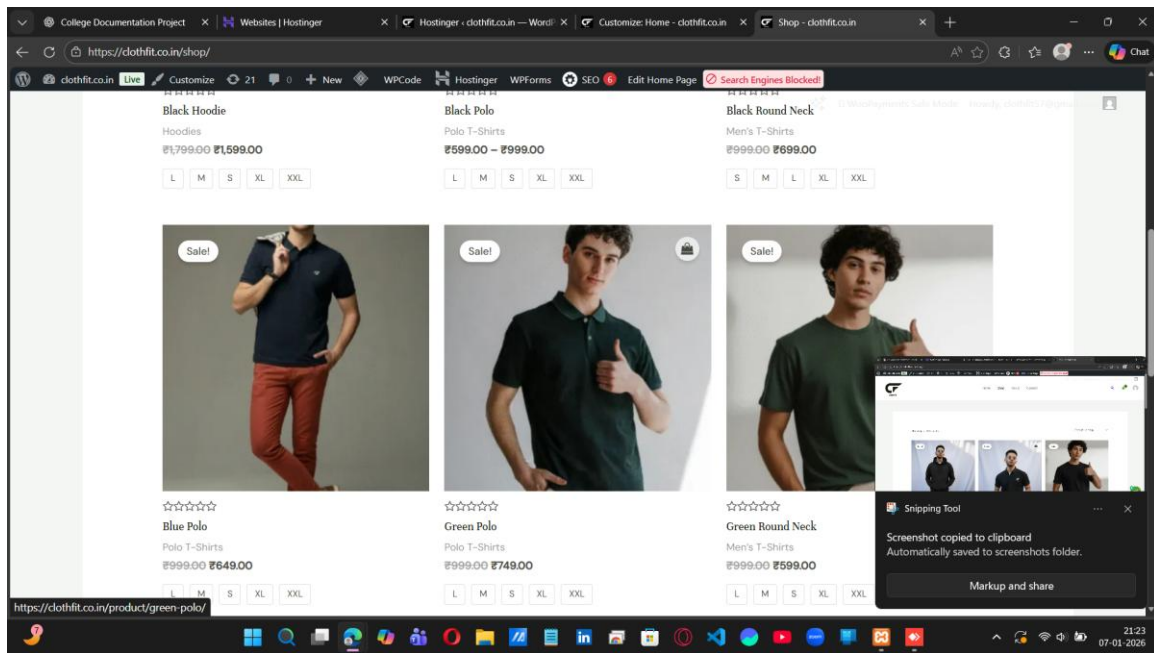 College Documentation Project
Websites | Hostinger
Hostinger ‹ clothfit.co.in — WordP
Customize: Home - clothfit.co.in
Shop - clothfit.co.in
https://clothfit.co.in/shop/
Chat
clothfit.co.in Live Customize 21 0 New WPCode Hostinger WPForms SEO 6 Edit Home Page Search Engines Blocked!
Black Hoodie
Hoodies
₹1,799.00 ₹1,599.00
L M S XL XXL
Black Polo
Polo T-Shirts
₹599.00 – ₹999.00
L M S XL XXL
Black Round Neck
Men's T-Shirts
₹999.00 ₹699.00
S M L XL XXL
Sale!
Blue Polo
Polo T-Shirts
₹999.00 ₹649.00
L M S XL XXL
Sale!
Green Polo
Polo T-Shirts
₹999.00 ₹749.00
L M S XL XXL
Sale!
Green Round Neck
Men's T-Shirts
₹999.00 ₹599.00
L M S XL XXL
Snipping Tool
Screenshot copied to clipboard
Automatically saved to screenshots folder.
Markup and share
https://clothfit.co.in/product/green-polo/
7
21:23
07-01-2026